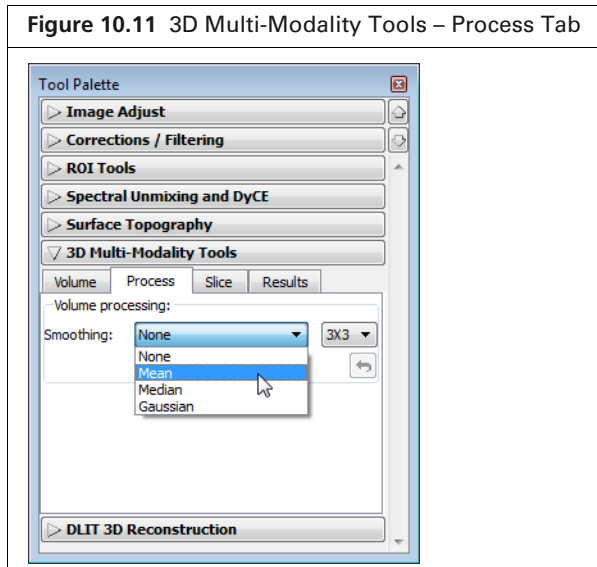 Figure 10.11 3D Multi-Modality Tools – Process Tab
Tool Palette
Image Adjust
Corrections / Filtering
ROI Tools
Spectral Unmixing and DyCE
Surface Topography
3D Multi-Modality Tools
Volume Process Slice Results
Volume processing:
Smoothing: None 3X3
None
Mean
Median
Gaussian
DLIT 3D Reconstruction